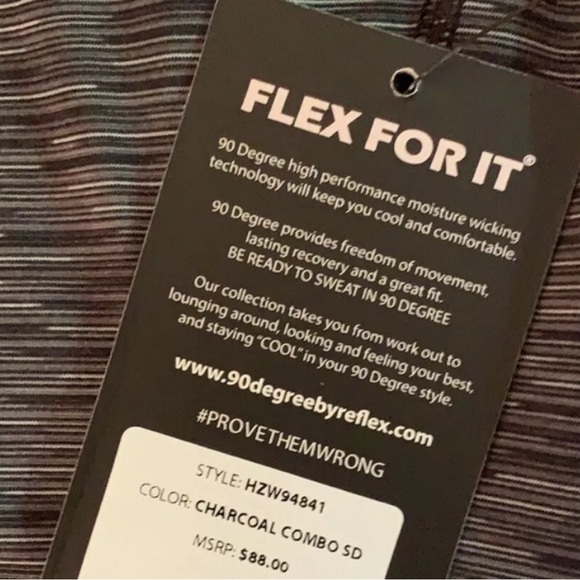 FLEX FOR IT®
90 Degree high performance moisture wicking
technology will keep you cool and comfortable.
90 Degree provides freedom of movement,
lasting recovery and a great fit.
BE READY TO SWEAT IN 90 DEGREE
Our collection takes you from work out to
lounging around, looking and feeling your best,
and staying "COOL" in your 90 Degree style.
www.90degreebyreflex.com
#PROVETHEMWRONG
STYLE: HZW94841
COLOR: CHARCOAL COMBO SD
MSRP: $88.00